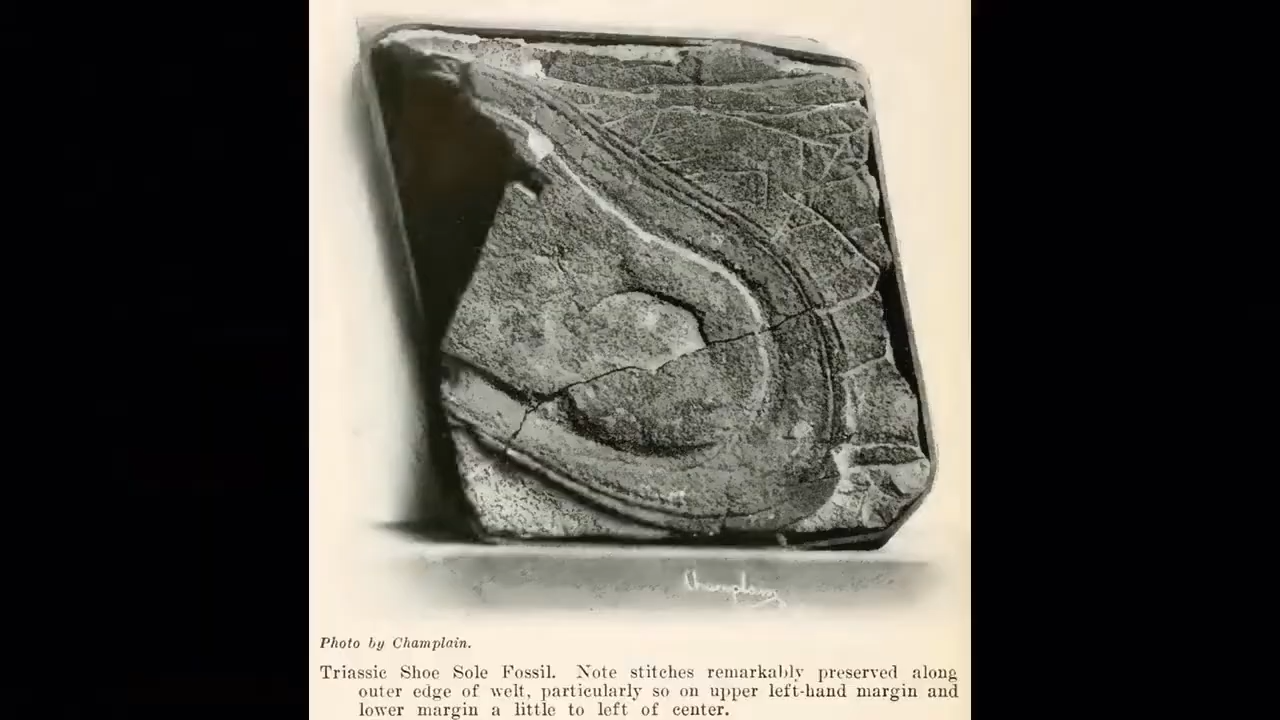 Champlain
Photo by Champlain.
Triassic Shoe Sole Fossil. Note stitches remarkably preserved along
outer edge of welt, particularly so on upper left-hand margin and
lower margin a little to left of center.